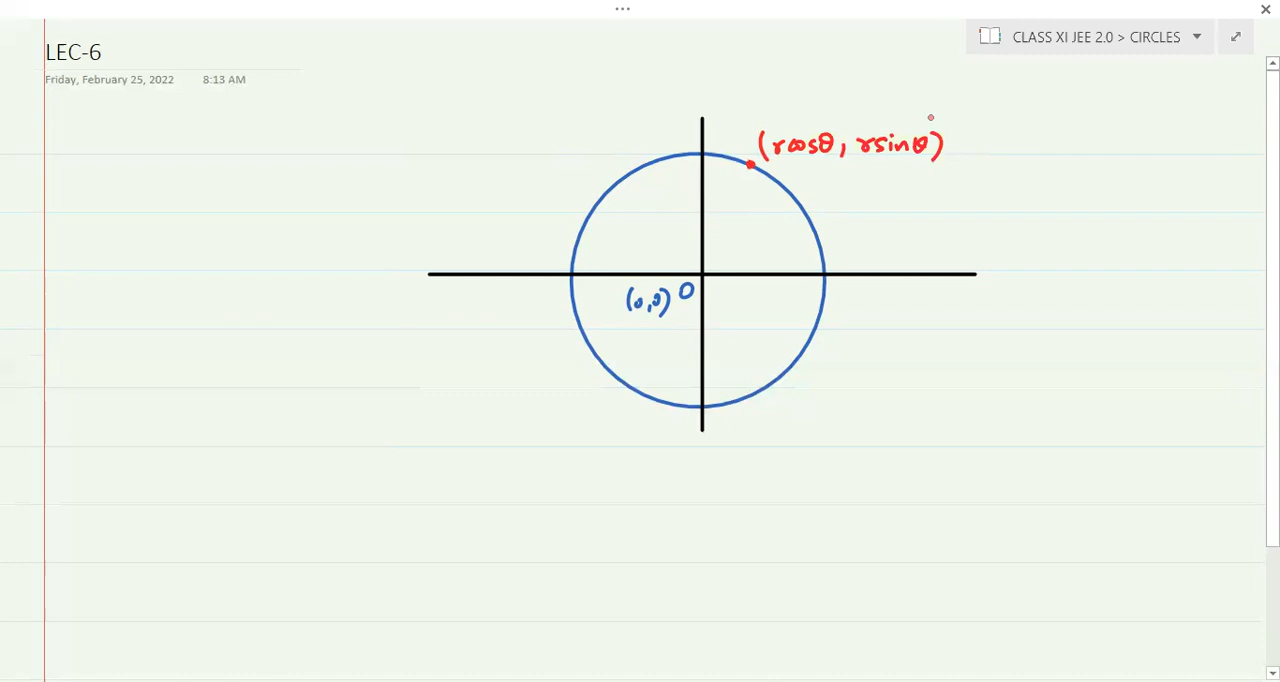 ...
CLASS XI JEE 2.0 > CIRCLES
LEC-6
Friday, February 25, 2022 8:13 AM
(rcosθ, rsinθ)
(0,0) O